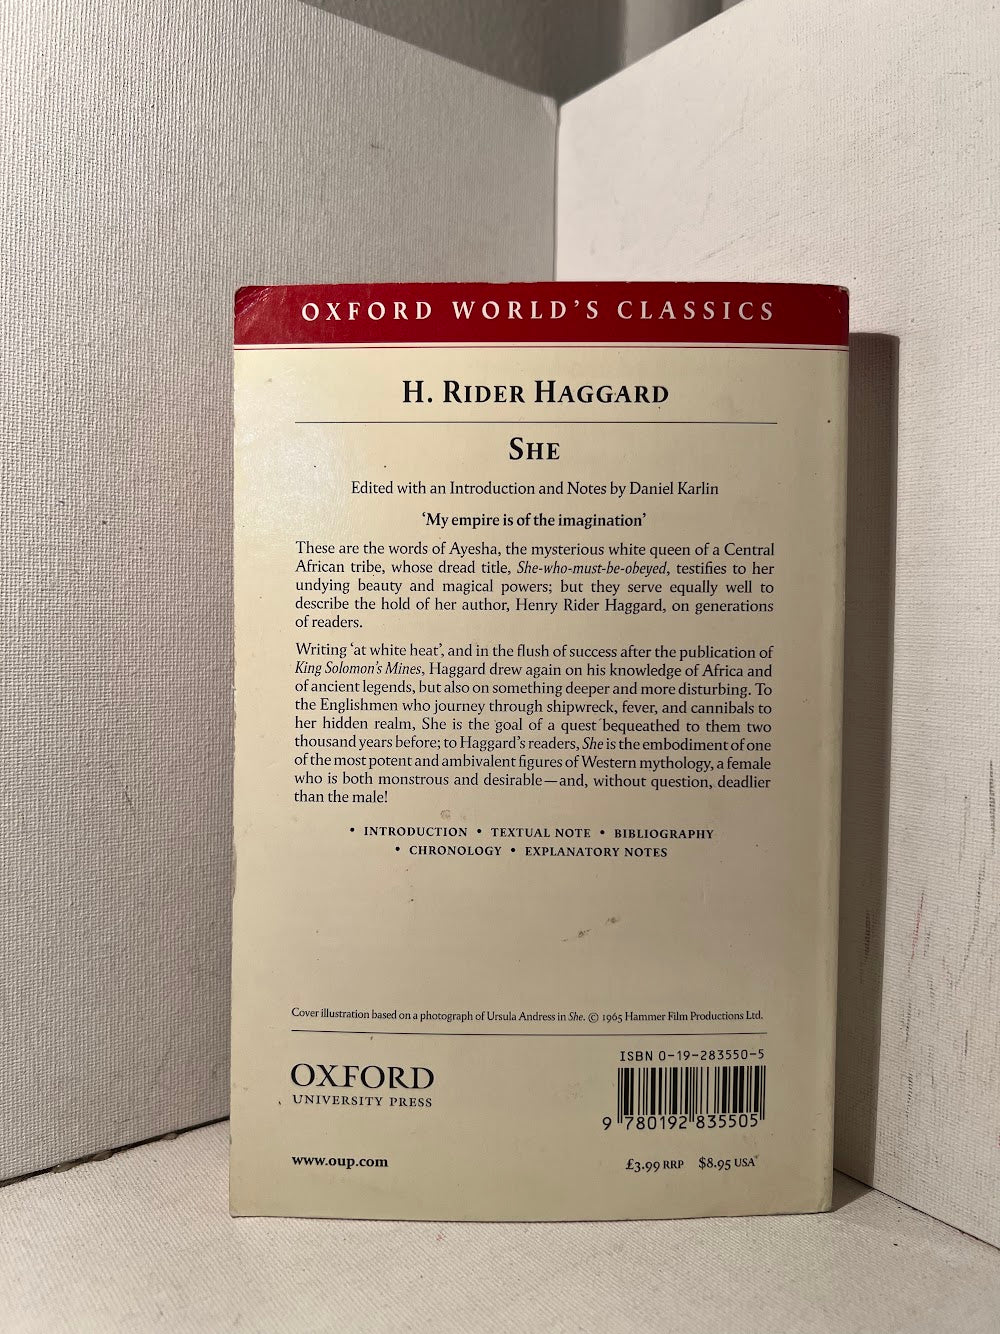 OXFORD WORLD'S CLASSICS
H. RIDER HAGGARD
SHE
Edited with an Introduction and Notes by Daniel Karlin
‘My empire is of the imagination’
These are the words of Ayesha, the mysterious white queen of a Central
African tribe, whose dread title, She-who-must-be-obeyed, testifies to her
undying beauty and magical powers; but they serve equally well to
describe the hold of her author, Henry Rider Haggard, on generations
of readers.
Writing ‘at white heat’, and in the flush of success after the publication of
King Solomon's Mines, Haggard drew again on his knowledge of Africa and
of ancient legends, but also on something deeper and more disturbing. To
the Englishmen who journey through shipwreck, fever, and cannibals to
her hidden realm, She is the goal of a quest bequeathed to them two
thousand years before; to Haggard's readers, She is the embodiment of one
of the most potent and ambivalent figures of Western mythology, a female
who is both monstrous and desirable—and, without question, deadlier
than the male!
• INTRODUCTION • TEXTUAL NOTE • BIBLIOGRAPHY
• CHRONOLOGY • EXPLANATORY NOTES
Cover illustration based on a photograph of Ursula Andress in She. © 1965 Hammer Film Productions Ltd.
OXFORD
UNIVERSITY PRESS
www.oup.com
ISBN 0-19-283550-5
9 780192 835505
£3.99 RRP $8.95 USA